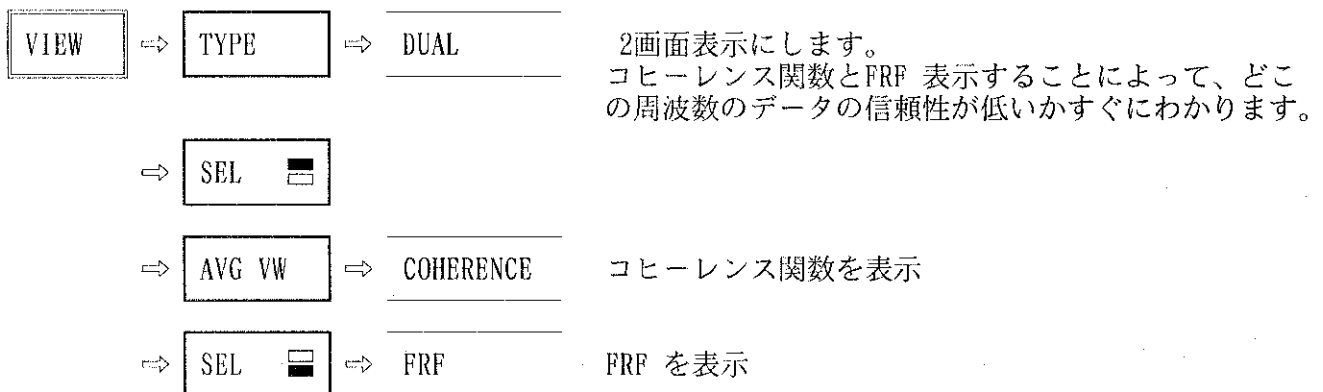 VIEW ⇨ TYPE ⇨ DUAL 2画面表示にします。
コヒーレンス関数とFRF 表示することによって、どこ
の周波数のデータの信頼性が低いかすぐにわかります。
⇨ SEL
⇨ AVG VW ⇨ COHERENCE コヒーレンス関数を表示
⇨ SEL ⇨ FRF FRF を表示